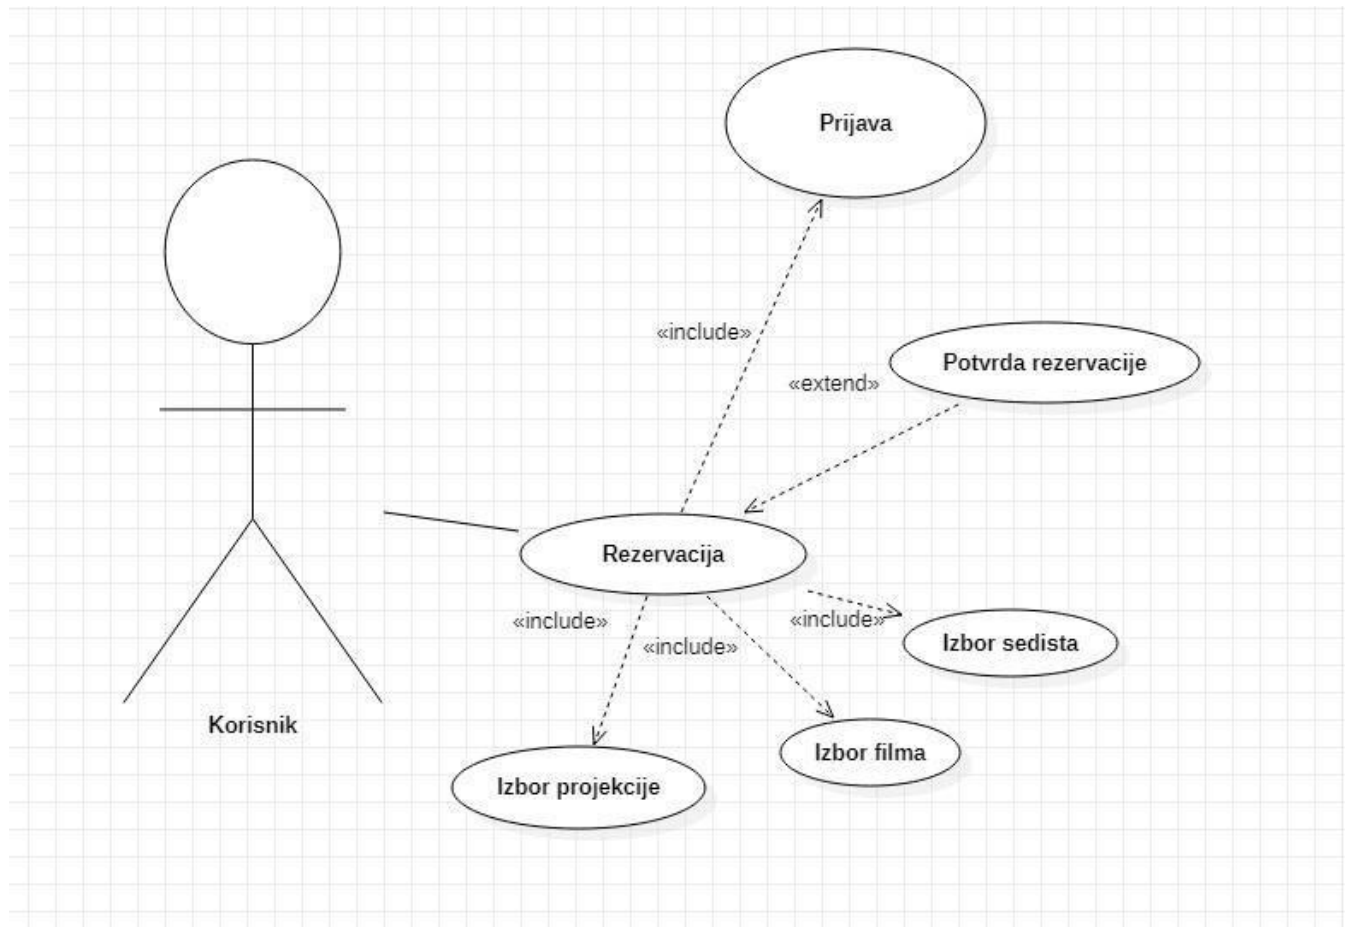 Prijava
«include»
Potvrda rezervacije
«extend»
Rezervacija
«include»
«include»
«include»
Izbor sedista
Korisnik
Izbor filma
Izbor projekcije